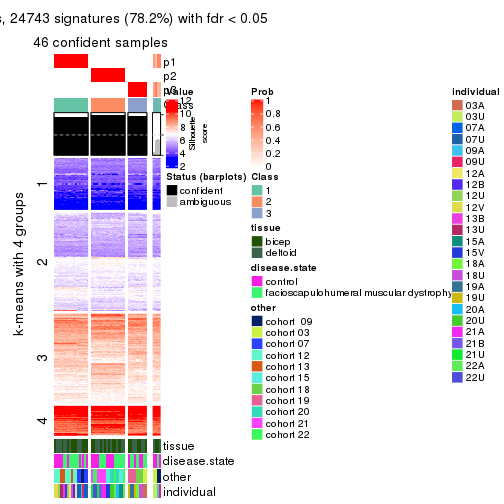 s, 24743 signatures (78.2%) with fdr < 0.05
46 confident samples
p1
p2
p3
Class
k-means with 4 groups
1
2
3
4
tissue
disease.state
other
individual
Value
12
10
8
6
4
2
Silhouette
score
Status (barplots)
confident
ambiguous
Prob
1
0.8
0.6
0.4
0.2
0
Class
1
2
3
tissue
bicep
deltoid
disease.state
control
facioscapulohumeral muscular dystrophy
other
cohort  09
cohort 03
cohort 07
cohort 12
cohort 13
cohort 15
cohort 18
cohort 19
cohort 20
cohort 21
cohort 22
individual
03A
03U
07A
07U
09A
09U
12A
12B
12U
12V
13B
13U
15A
15V
18A
18U
19A
19U
20A
20U
21A
21B
21U
22A
22U